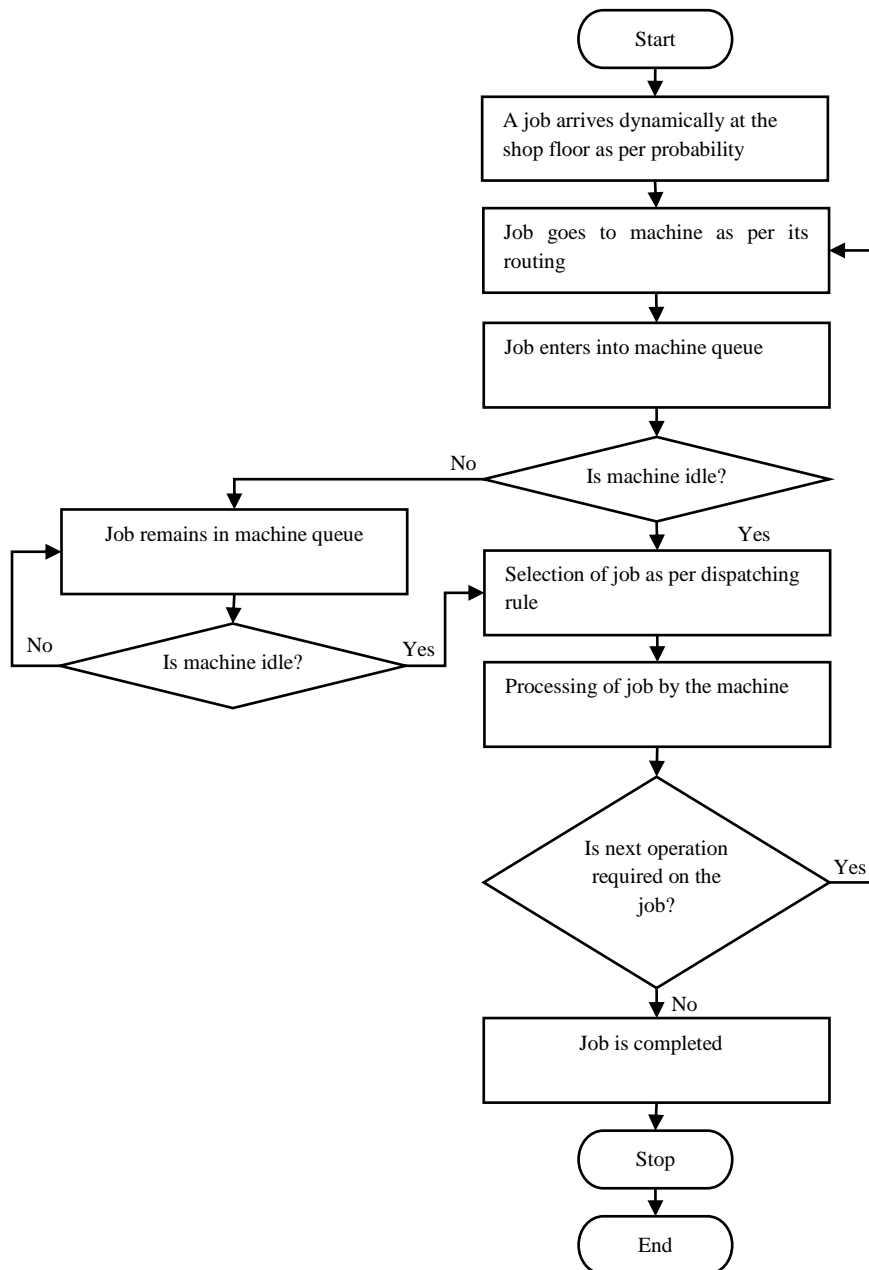 Start
A job arrives dynamically at the
shop floor as per probability
Job goes to machine as per its
routing
Job enters into machine queue
No
Is machine idle?
Yes
Job remains in machine queue
Selection of job as per dispatching
rule
No
Is machine idle?
Yes
Processing of job by the machine
Is next operation
required on the
job?
Yes
No
Job is completed
Stop
End